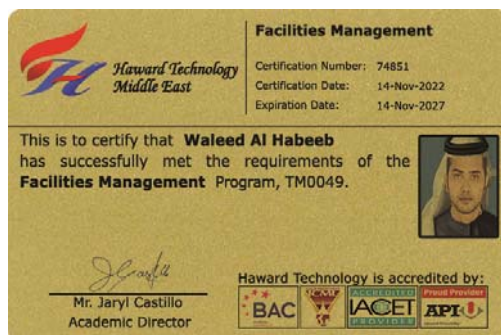 Haward Technology
Middle East
Facilities Management
Certification Number: 74851
Certification Date: 14-Nov-2022
Expiration Date: 14-Nov-2027
This is to certify that Waleed Al Habeeb
has successfully met the requirements of the
Facilities Management Program, TM0049.
Mr. Jaryl Castillo
Academic Director
Haward Technology is accredited by:
BAC
ACCREDITED
IACET
PROVIDER
Proud Provider
API U